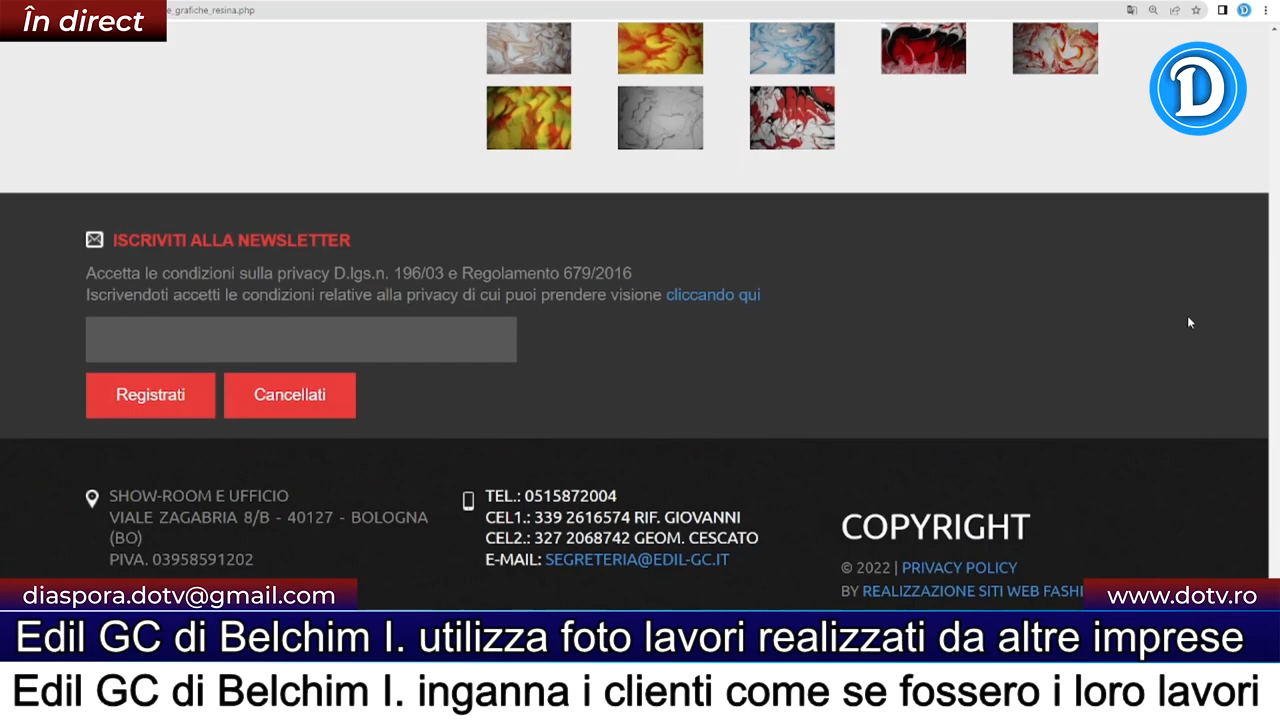 În direct
e_grafiche_resina.php
D
ISCRIVITI ALLA NEWSLETTER
Accetta le condizioni sulla privacy D.lgs.n. 196/03 e Regolamento 679/2016
Iscrivendoti accetti le condizioni relative alla privacy di cui puoi prendere visione cliccando qui
Registrati Cancellati
SHOW-ROOM E UFFICIO
VIALE ZAGABRIA 8/B - 40127 - BOLOGNA
(BO)
PIVA. 03958591202
TEL.: 0515872004
CEL1.: 339 2616574 RIF. GIOVANNI
CEL2.: 327 2068742 GEOM. CESCATO
E-MAIL: SEGRETERIA@EDIL-GC.IT
COPYRIGHT
© 2022 | PRIVACY POLICY
BY REALIZZAZIONE SITI WEB FASHI
diaspora.dotv@gmail.com
www.dotv.ro
Edil GC di Belchim I. utilizza foto lavori realizzati da altre imprese
Edil GC di Belchim I. inganna i clienti come se fossero i loro lavori